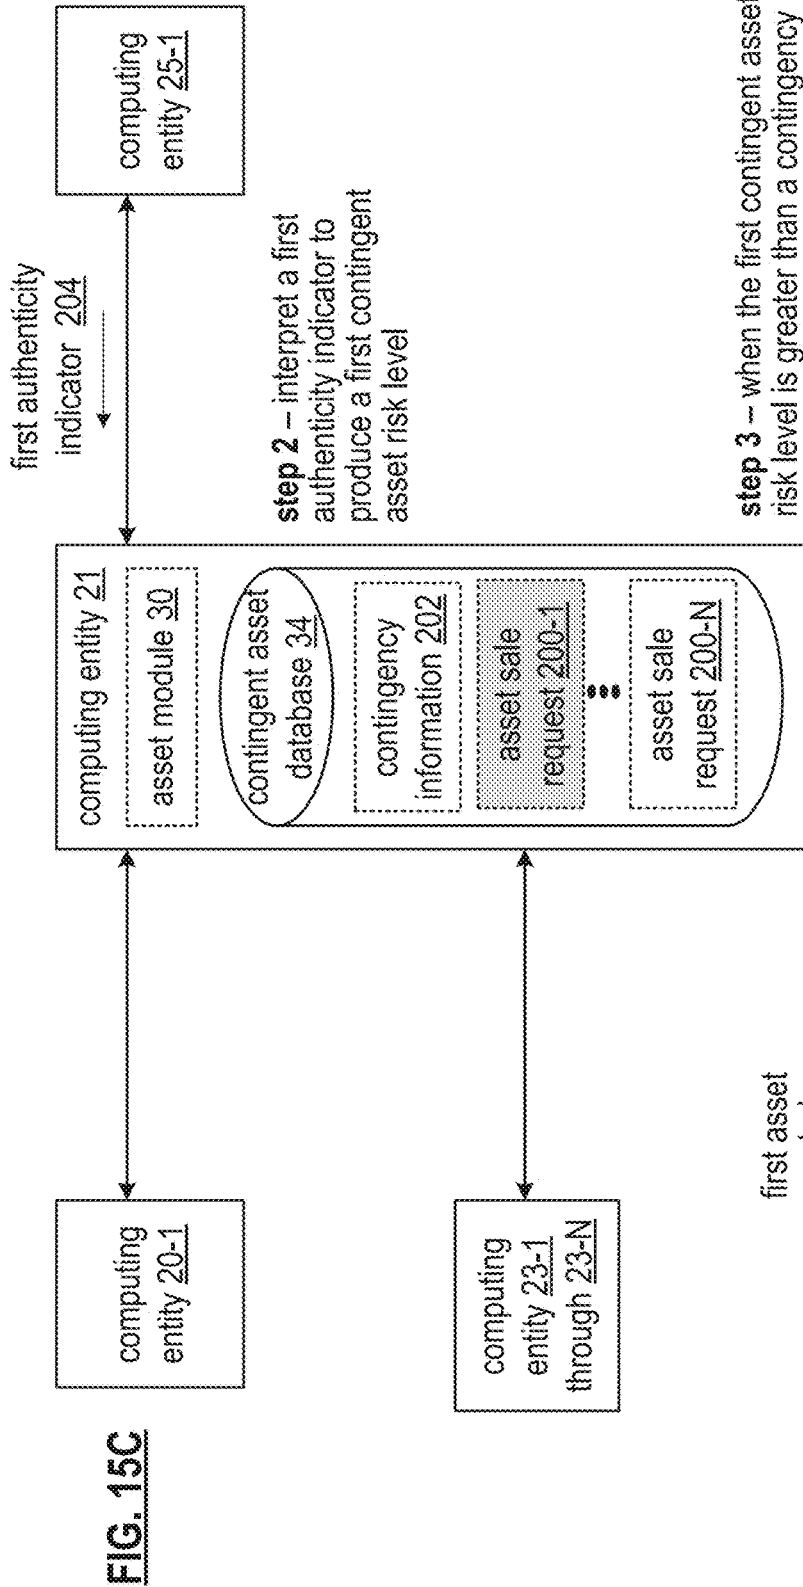 FIG. 15C
computing
entity 20-1
computing
entity 23-1
through 23-N
first asset
computing entity 21
asset module 30
contingent asset
database 34
contingency
information 202
asset sale
request 200-1
asset sale
request 200-N
first authenticity
indicator 204
computing
entity 25-1
step 2 – interpret a first
authenticity indicator to
produce a first contingent
asset risk level
step 3 – when the first contingent asset
risk level is greater than a contingency